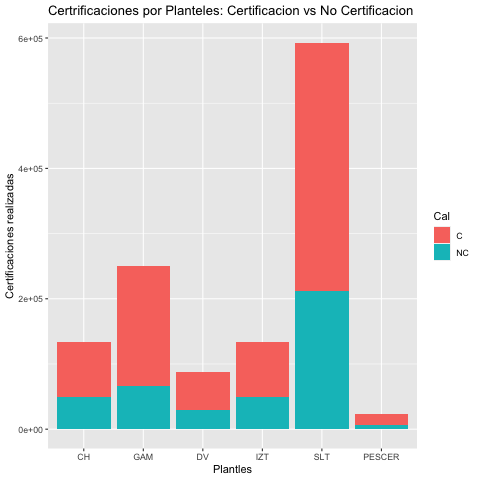 Certrificaciones por Planteles: Certificacion vs No Certificacion
Certificaciones realizadas
6e+05
4e+05
2e+05
0e+00
CH GAM DV IZT SLT PESCER
Plantles
Cal
C
NC